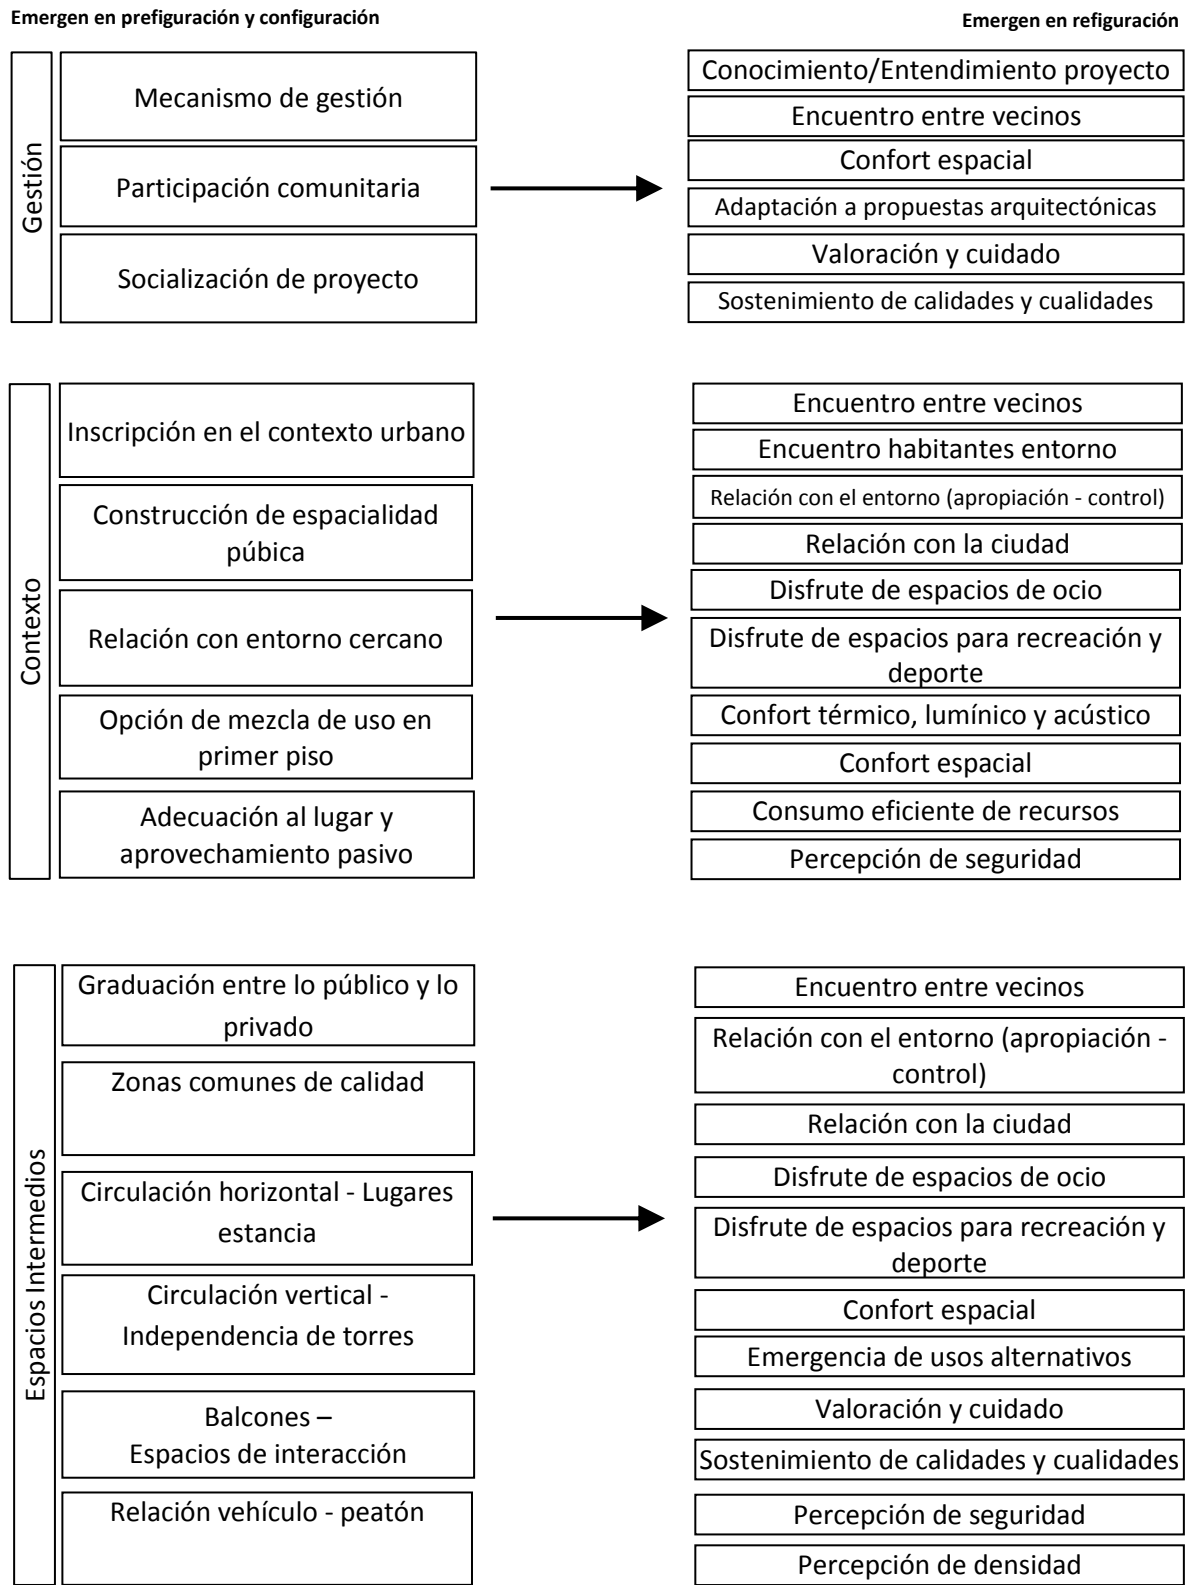 Emergen en prefiguración y configuración
Emergen en refiguración
Gestión
Mecanismo de gestión
Participación comunitaria
Socialización de proyecto
Conocimiento/Entendimiento proyecto
Encuentro entre vecinos
Confort espacial
Adaptación a propuestas arquitectónicas
Valoración y cuidado
Sostenimiento de calidades y cualidades
Contexto
Inscripción en el contexto urbano
Construcción de espacialidad
púbica
Relación con entorno cercano
Opción de mezcla de uso en
primer piso
Adecuación al lugar y
aprovechamiento pasivo
Encuentro entre vecinos
Encuentro habitantes entorno
Relación con el entorno (apropiación - control)
Relación con la ciudad
Disfrute de espacios de ocio
Disfrute de espacios para recreación y
deporte
Confort térmico, lumínico y acústico
Confort espacial
Consumo eficiente de recursos
Percepción de seguridad
Espacios Intermedios
Graduación entre lo público y lo
privado
Zonas comunes de calidad
Circulación horizontal - Lugares
estancia
Circulación vertical -
Independencia de torres
Balcones –
Espacios de interacción
Relación vehículo - peatón
Encuentro entre vecinos
Relación con el entorno (apropiación -
control)
Relación con la ciudad
Disfrute de espacios de ocio
Disfrute de espacios para recreación y
deporte
Confort espacial
Emergencia de usos alternativos
Valoración y cuidado
Sostenimiento de calidades y cualidades
Percepción de seguridad
Percepción de densidad